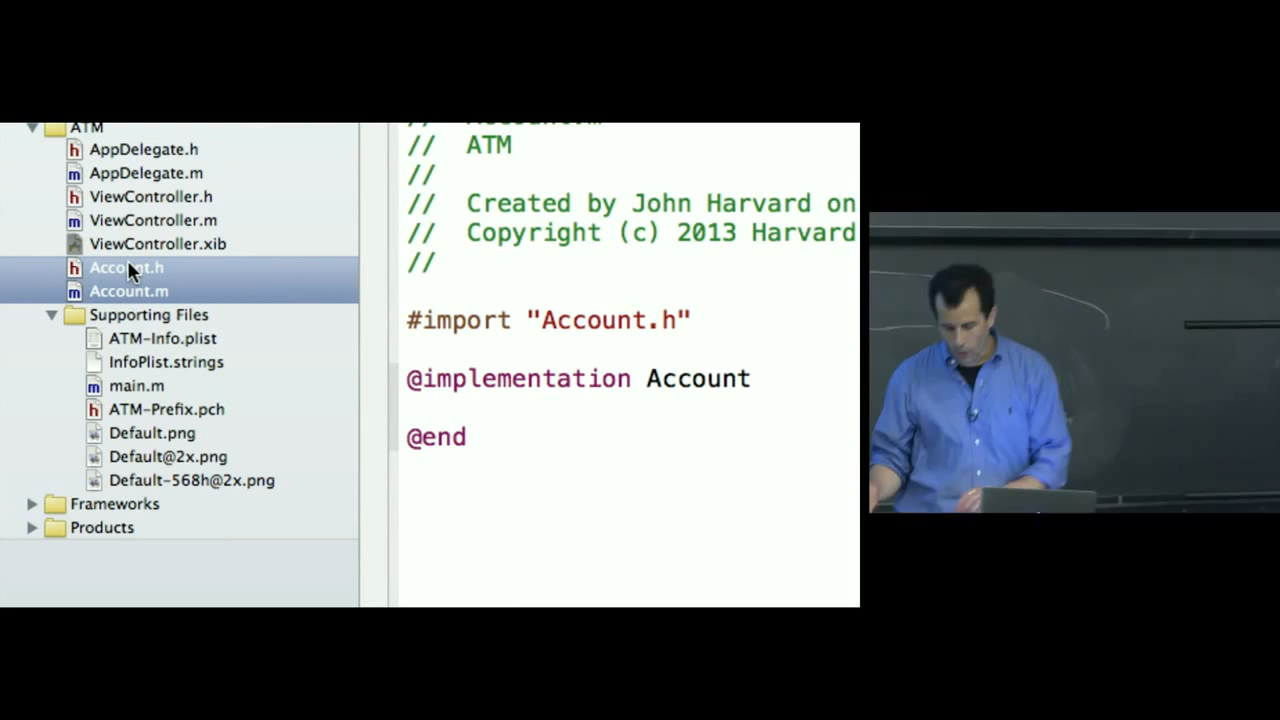 ATM
AppDelegate.h
AppDelegate.m
ViewController.h
ViewController.m
ViewController.xib
Account.h
Account.m
Supporting Files
ATM-Info.plist
InfoPlist.strings
main.m
ATM-Prefix.pch
Default.png
Default@2x.png
Default-568h@2x.png
Frameworks
Products
// Account.m
// ATM
//
// Created by John Harvard on
// Copyright (c) 2013 Harvard
//
#import "Account.h"
@implementation Account
@end